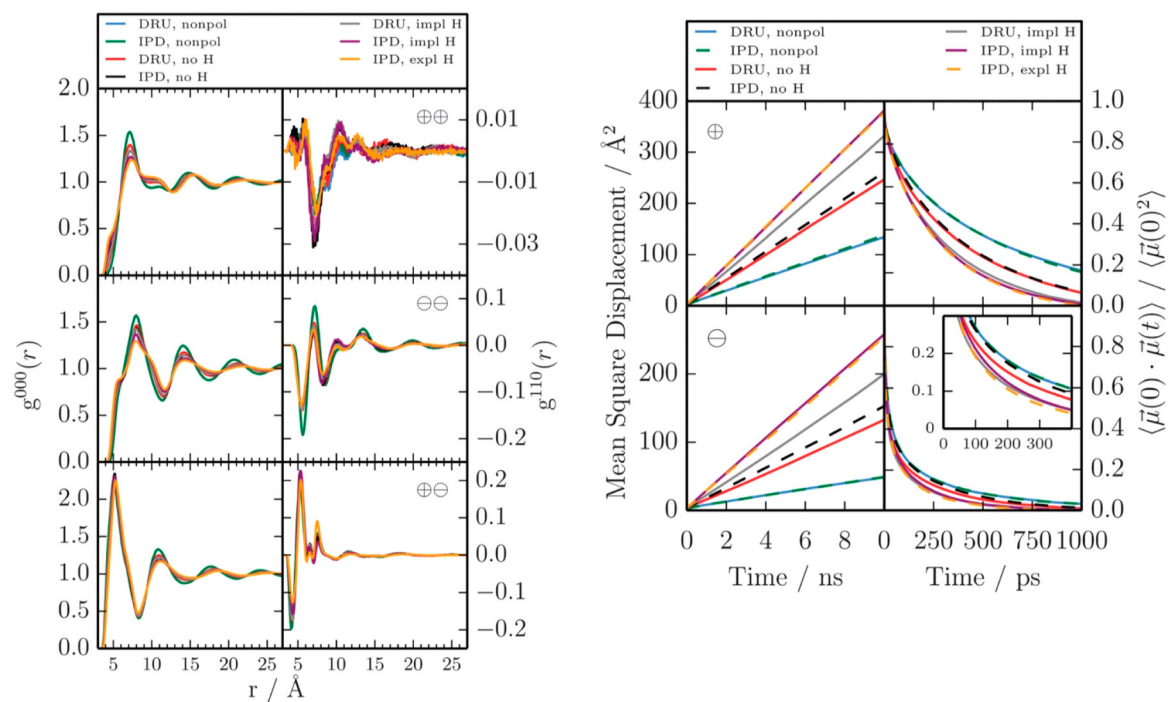 DRU, nonpol
IPD, nonpol
DRU, no H
IPD, no H
DRU, impl H
IPD, impl H
IPD, expl H
2.0
1.5
1.0
0.5
0.0
0.01
−0.01
−0.03
⊕⊕
1.5
1.0
0.5
0.0
0.1
0.0
−0.1
−0.2
⊖⊖
2.0
1.5
1.0
0.5
0.0
0.2
0.1
0.0
−0.1
−0.2
⊕⊖
5 10 15 20 25 5 10 15 20 25
r / Å
g⁰⁰⁰(r)
g¹¹⁰(r)
DRU, nonpol
IPD, nonpol
DRU, no H
IPD, no H
DRU, impl H
IPD, impl H
IPD, expl H
400
300
200
100
0
1.0
0.8
0.6
0.4
0.2
0.0
⊕
200
100
0
0.8
0.6
0.4
0.2
0.0
⊖
0.2
0.1
0
0 100 200 300
0 2 4 6 8 0 250 500 750 1000
Time / ns
Time / ps
Mean Square Displacement / Å²
⟨μ⃗(0) · μ⃗(t)⟩ / ⟨μ⃗(0)²⟩